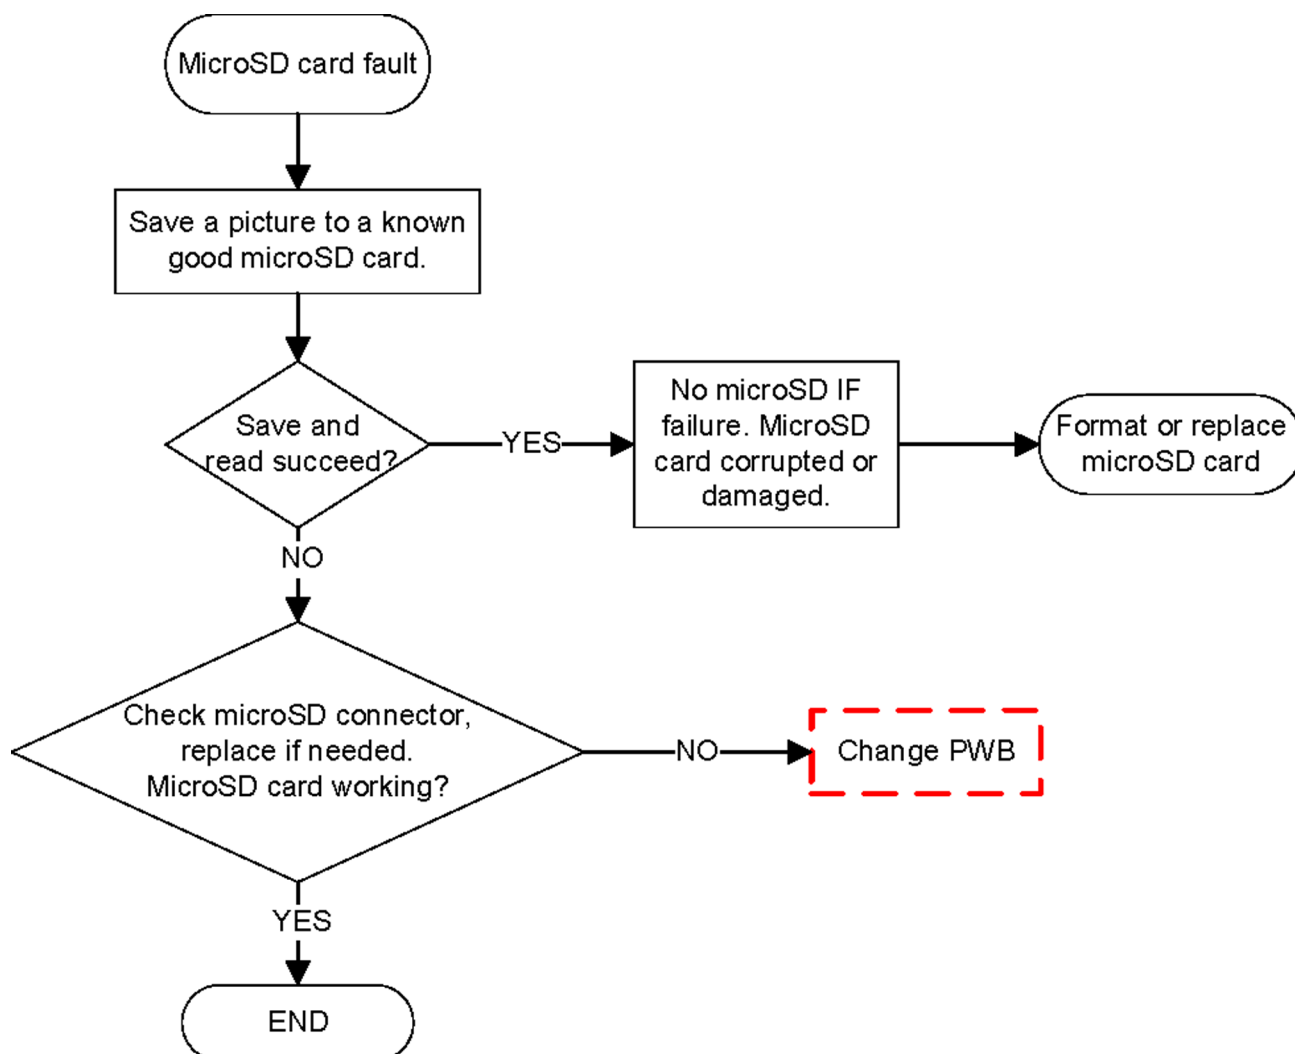 MicroSD card fault
Save a picture to a known
good microSD card.
Save and
read succeed?
YES
No microSD IF
failure. MicroSD
card corrupted or
damaged.
Format or replace
microSD card
NO
Check microSD connector,
replace if needed.
MicroSD card working?
NO
Change PWB
YES
END